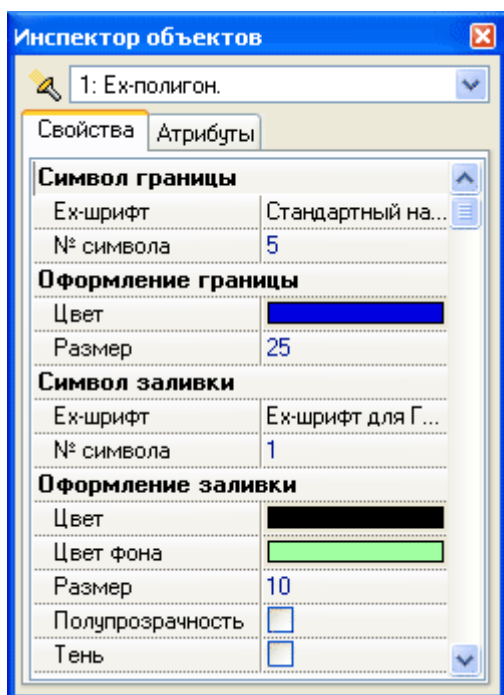 Инспектор объектов
1: Ex-полигон.
Свойства Атрибуты
Символ границы
Ex-шрифт Стандартный на...
№ символа 5
Оформление границы
Цвет
Размер 25
Символ заливки
Ex-шрифт Ex-шрифт для Г...
№ символа 1
Оформление заливки
Цвет
Цвет фона
Размер 10
Полупрозрачность
Тень